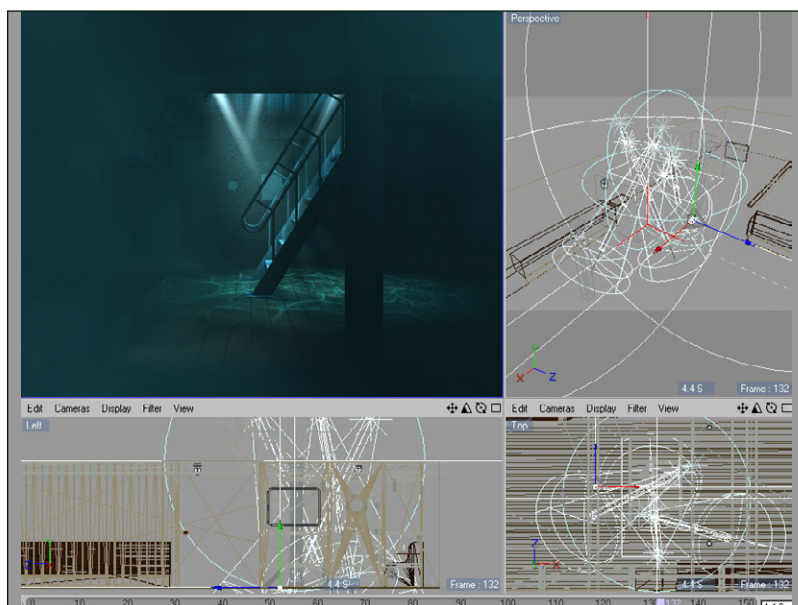 Perspective
Y
X Z
4.4 S Frame : 132
Edit Cameras Display Filter View
Edit Cameras Display Filter View
Left
Top
Z
Z X
4.4 S Frame : 132
4.4 S Frame : 132
0 10 20 30 40 50 60 70 80 90 100 110 120 132 140 150